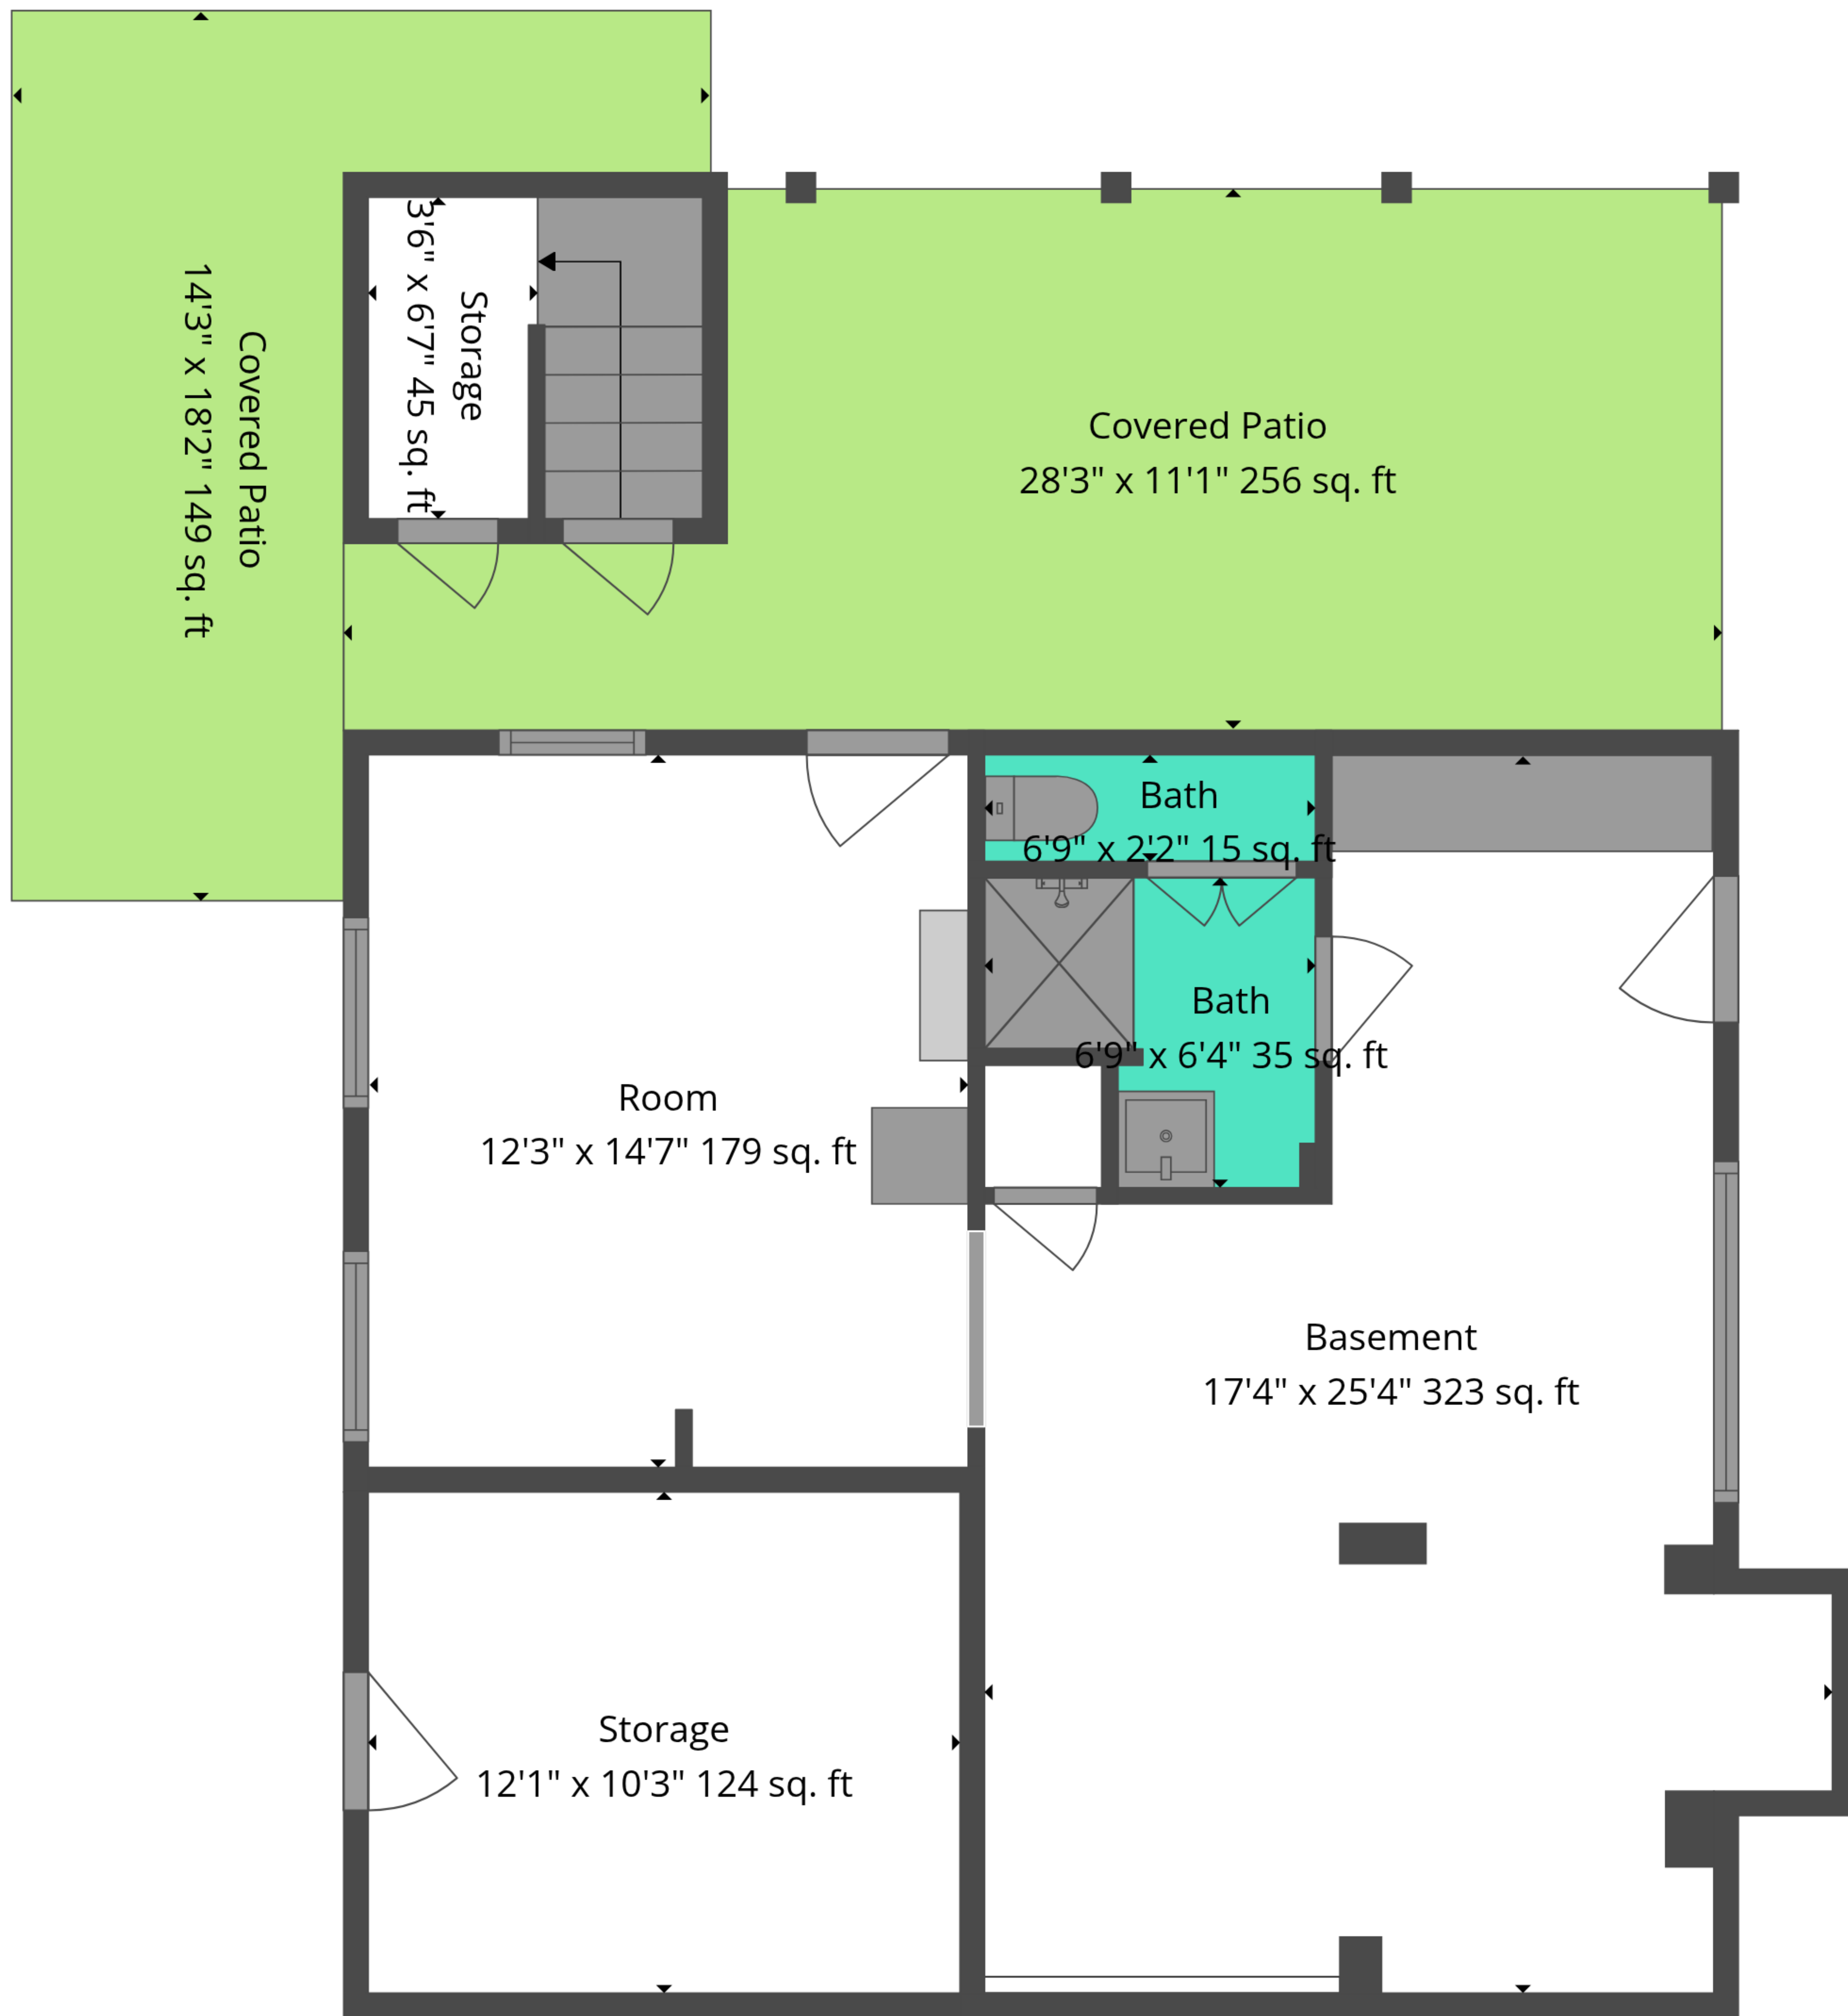 Covered Patio
14'3" x 18'2" 149 sq. ft
Storage
3'6" x 6'7" 45 sq. ft
Covered Patio
28'3" x 11'1" 256 sq. ft
Bath
6'9" x 2'2" 15 sq. ft
Bath
6'9" x 6'4" 35 sq. ft
Room
12'3" x 14'7" 179 sq. ft
Basement
17'4" x 25'4" 323 sq. ft
Storage
12'1" x 10'3" 124 sq. ft